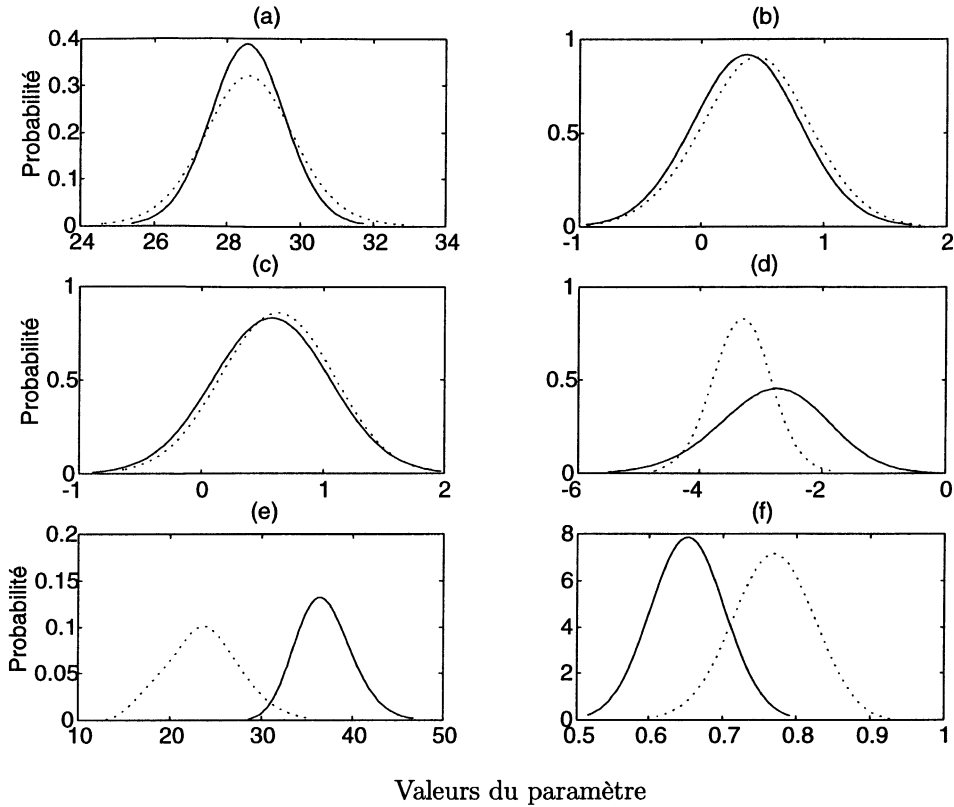 (a)
(b)
Probabilité
0.4
0.3
0.2
0.1
0
24 26 28 30 32 34
1
0.5
0
-1 0 1 2
(c)
(d)
Probabilité
1
0.5
0
-1 0 1 2
1
0.5
0
-6 -4 -2 0
(e)
(f)
Probabilité
0.2
0.15
0.1
0.05
0
10 20 30 40 50
8
6
4
2
0
0.5 0.6 0.7 0.8 0.9 1
Valeurs du paramètre